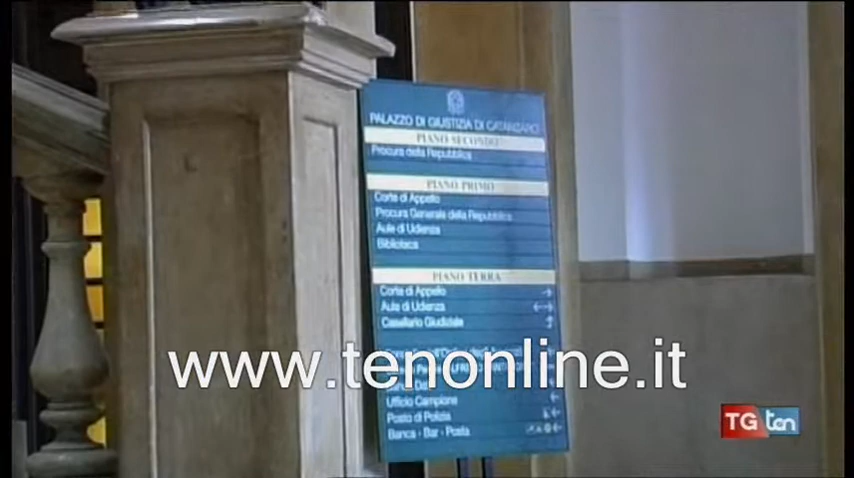 PALAZZO DI GIUSTIZIA DI CATANZARO
PIANO SECONDO
Procura della Repubblica
PIANO PRIMO
Corte di Appello
Procura Generale della Repubblica
Aule di Udienza
Biblioteca
PIANO TERRA
Corte di Appello
Aula di Udienza
Casellario Giudiziale
www.tenonline.it
Ufficio Campione
Posto di Polizia
Banca - Bar - Posta
TG ten